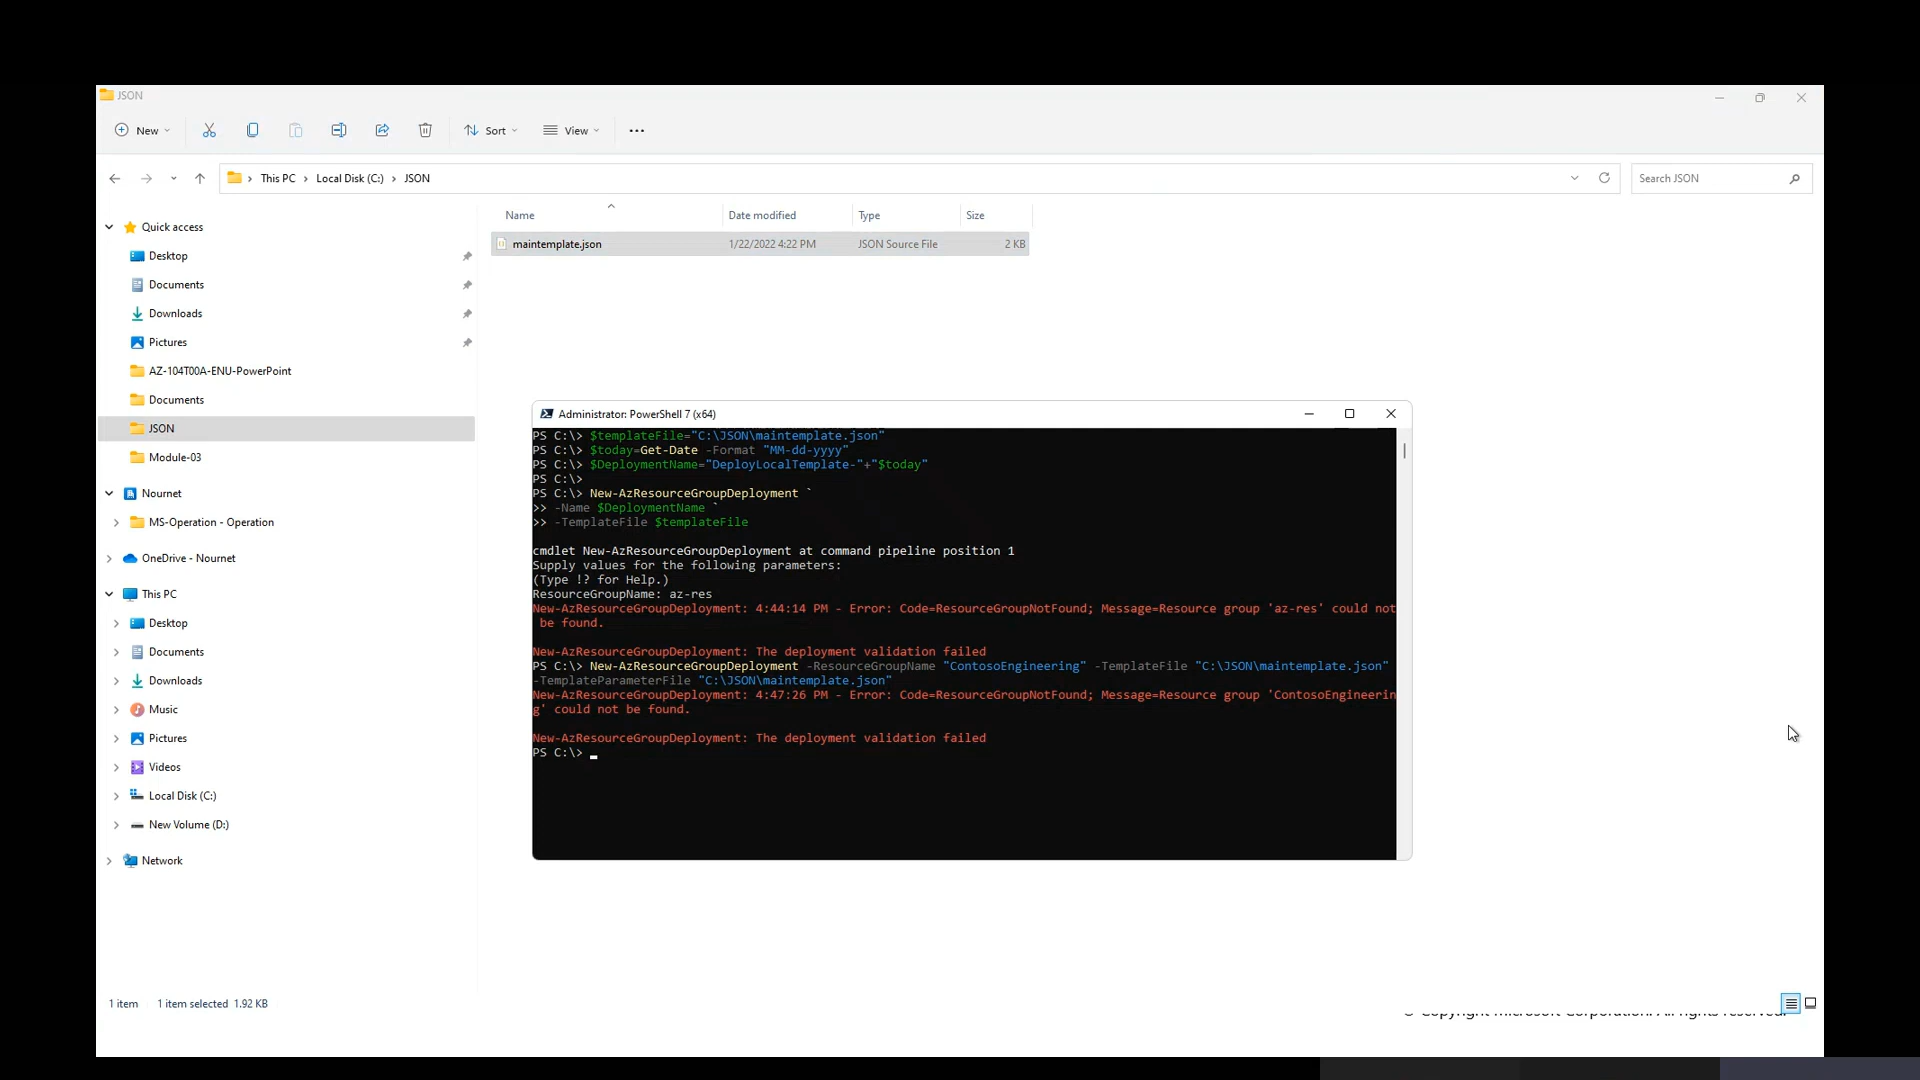 JSON
New
Sort
View
This PC > Local Disk (C:) > JSON
Search JSON
Name Date modified Type Size
maintemplate.json 1/22/2022 4:22 PM JSON Source File 2 KB
Quick access
Desktop
Documents
Downloads
Pictures
AZ-104T00A-ENU-PowerPoint
Documents
JSON
Module-03
Nournet
MS-Operation - Operation
OneDrive - Nournet
This PC
Desktop
Documents
Downloads
Music
Pictures
Videos
Local Disk (C:)
New Volume (D:)
Network
Administrator: PowerShell 7 (x64)
PS C:\> $templateFile="C:\JSON\maintemplate.json"
PS C:\> $today=Get-Date -Format "MM-dd-yyyy"
PS C:\> $DeploymentName="DeployLocalTemplate-"+"$today"
PS C:\>
PS C:\> New-AzResourceGroupDeployment `
>> -Name $DeploymentName `
>> -TemplateFile $templateFile
cmdlet New-AzResourceGroupDeployment at command pipeline position 1
Supply values for the following parameters:
(Type !? for Help.)
ResourceGroupName: az-res
New-AzResourceGroupDeployment: 4:44:14 PM - Error: Code=ResourceGroupNotFound; Message=Resource group 'az-res' could not
be found.
New-AzResourceGroupDeployment: The deployment validation failed
PS C:\> New-AzResourceGroupDeployment -ResourceGroupName "ContosoEngineering" -TemplateFile "C:\JSON\maintemplate.json"
-TemplateParameterFile "C:\JSON\maintemplate.json"
New-AzResourceGroupDeployment: 4:47:26 PM - Error: Code=ResourceGroupNotFound; Message=Resource group 'ContosoEngineerin
g' could not be found.
New-AzResourceGroupDeployment: The deployment validation failed
PS C:\>
1 item 1 item selected 1.92 KB
© Copyright Microsoft Corporation. All rights reserved.